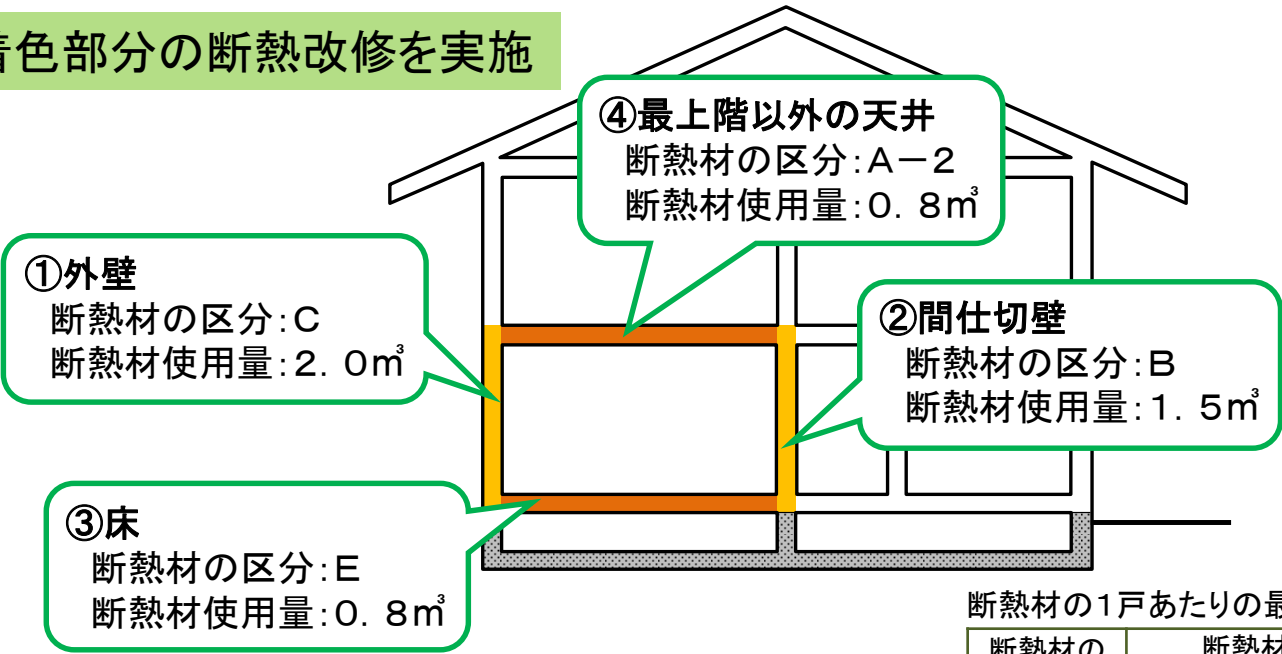 色部分の断熱改修を実施
④最上階以外の天井
断熱材の区分:A-2
断熱材使用量:0.8㎥
①外壁
断熱材の区分:C
断熱材使用量:2.0㎥
②間仕切壁
断熱材の区分:B
断熱材使用量:1.5㎥
③床
断熱材の区分:E
断熱材使用量:0.8㎥
断熱材の1戸あたりの最
断熱材の
断熱材